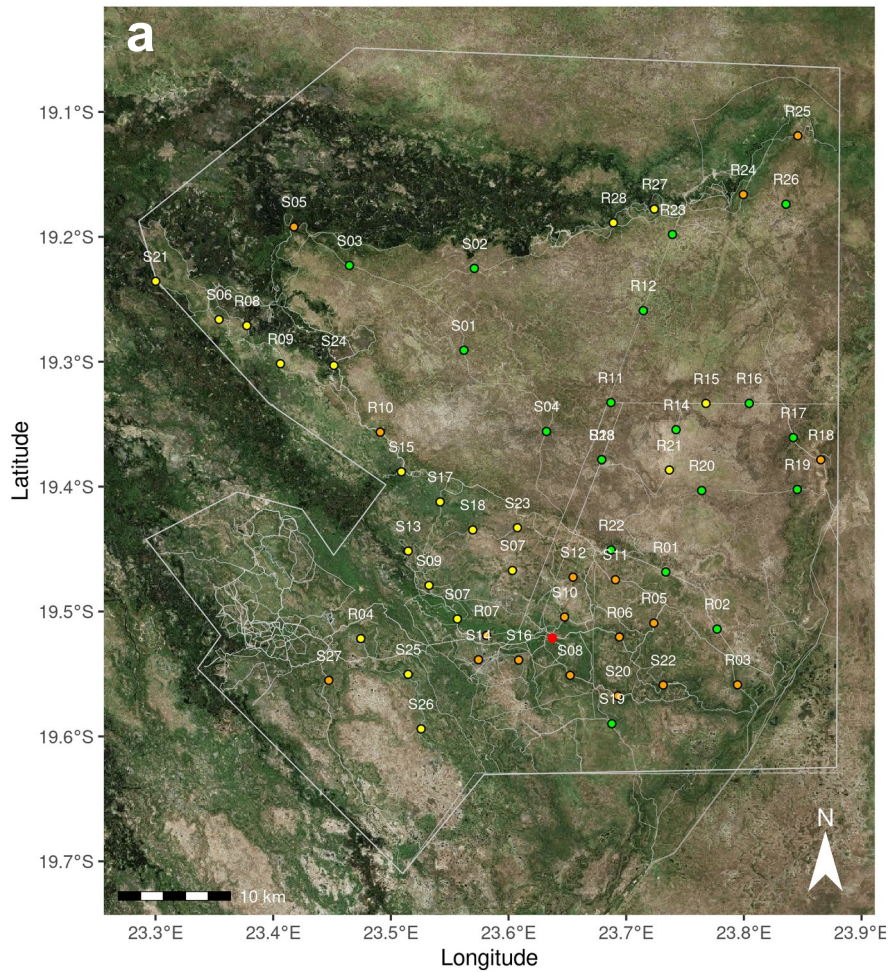 a
19.1°S
19.2°S
19.3°S
19.4°S
19.5°S
19.6°S
19.7°S
Latitude
R25
R24
R26
R27
R28
R23
S05
S03
S02
S21
S06
R08
R12
R09
S24
S01
R11
R15
R16
R10
S04
R14
R17
R18
S15
R21
R20
R19
S17
S18
S23
S13
R22
S12
S11
R01
S09
S07
S10
S07
R07
R06
R05
R02
R04
S14
S16
S08
S27
S25
S20
S22
R03
S26
S19
N
10 km
23.3°E
23.4°E
23.5°E
23.6°E
23.7°E
23.8°E
23.9°E
Longitude